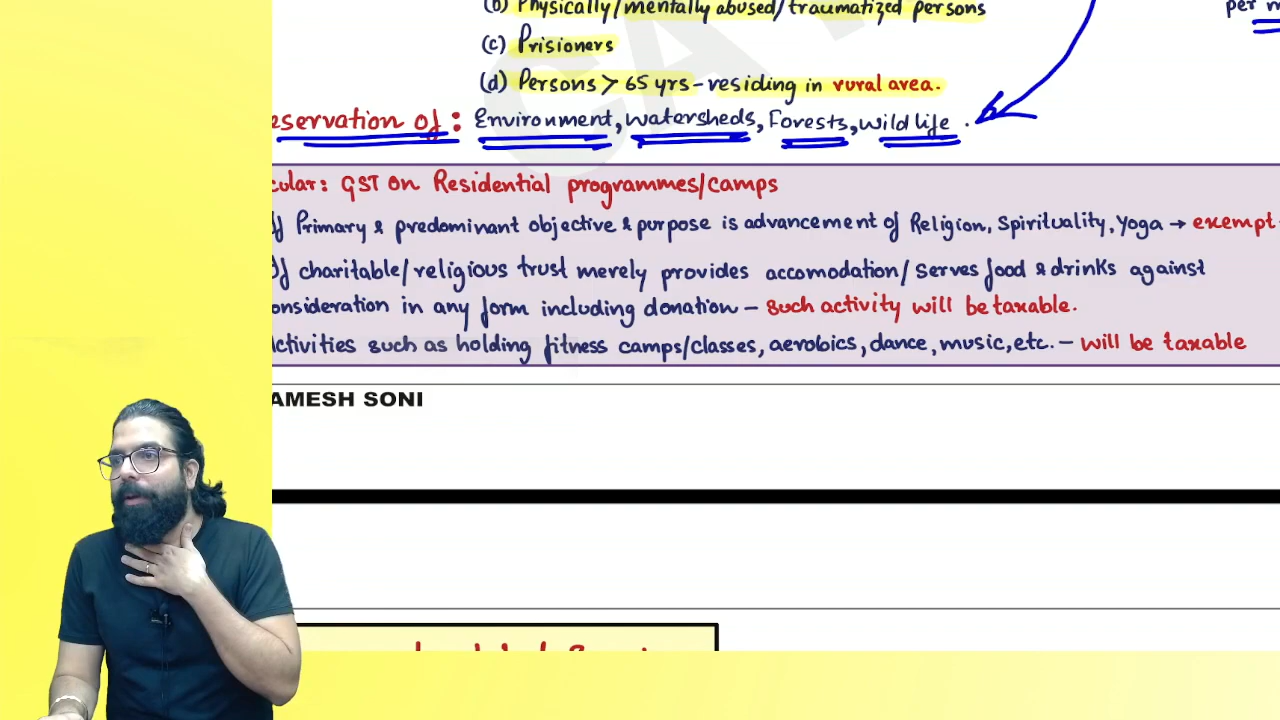 (b) Physically/mentally abused/traumatized persons
per m
(c) Prisioners
(d) Persons > 65 yrs - residing in rural area.
eservation of : Environment, Watersheds, Forests, Wild life.
cular: GST on Residential programmes/camps
If Primary & predominant objective & purpose is advancement of Religion, Spirituality, Yoga → exempt
If charitable/religious trust merely provides accomodation/serves food & drinks against
onsideration in any form including donation – such activity will be taxable.
ctivities such as holding fitness camps/classes, aerobics, dance, music, etc. – will be taxable
AMESH SONI